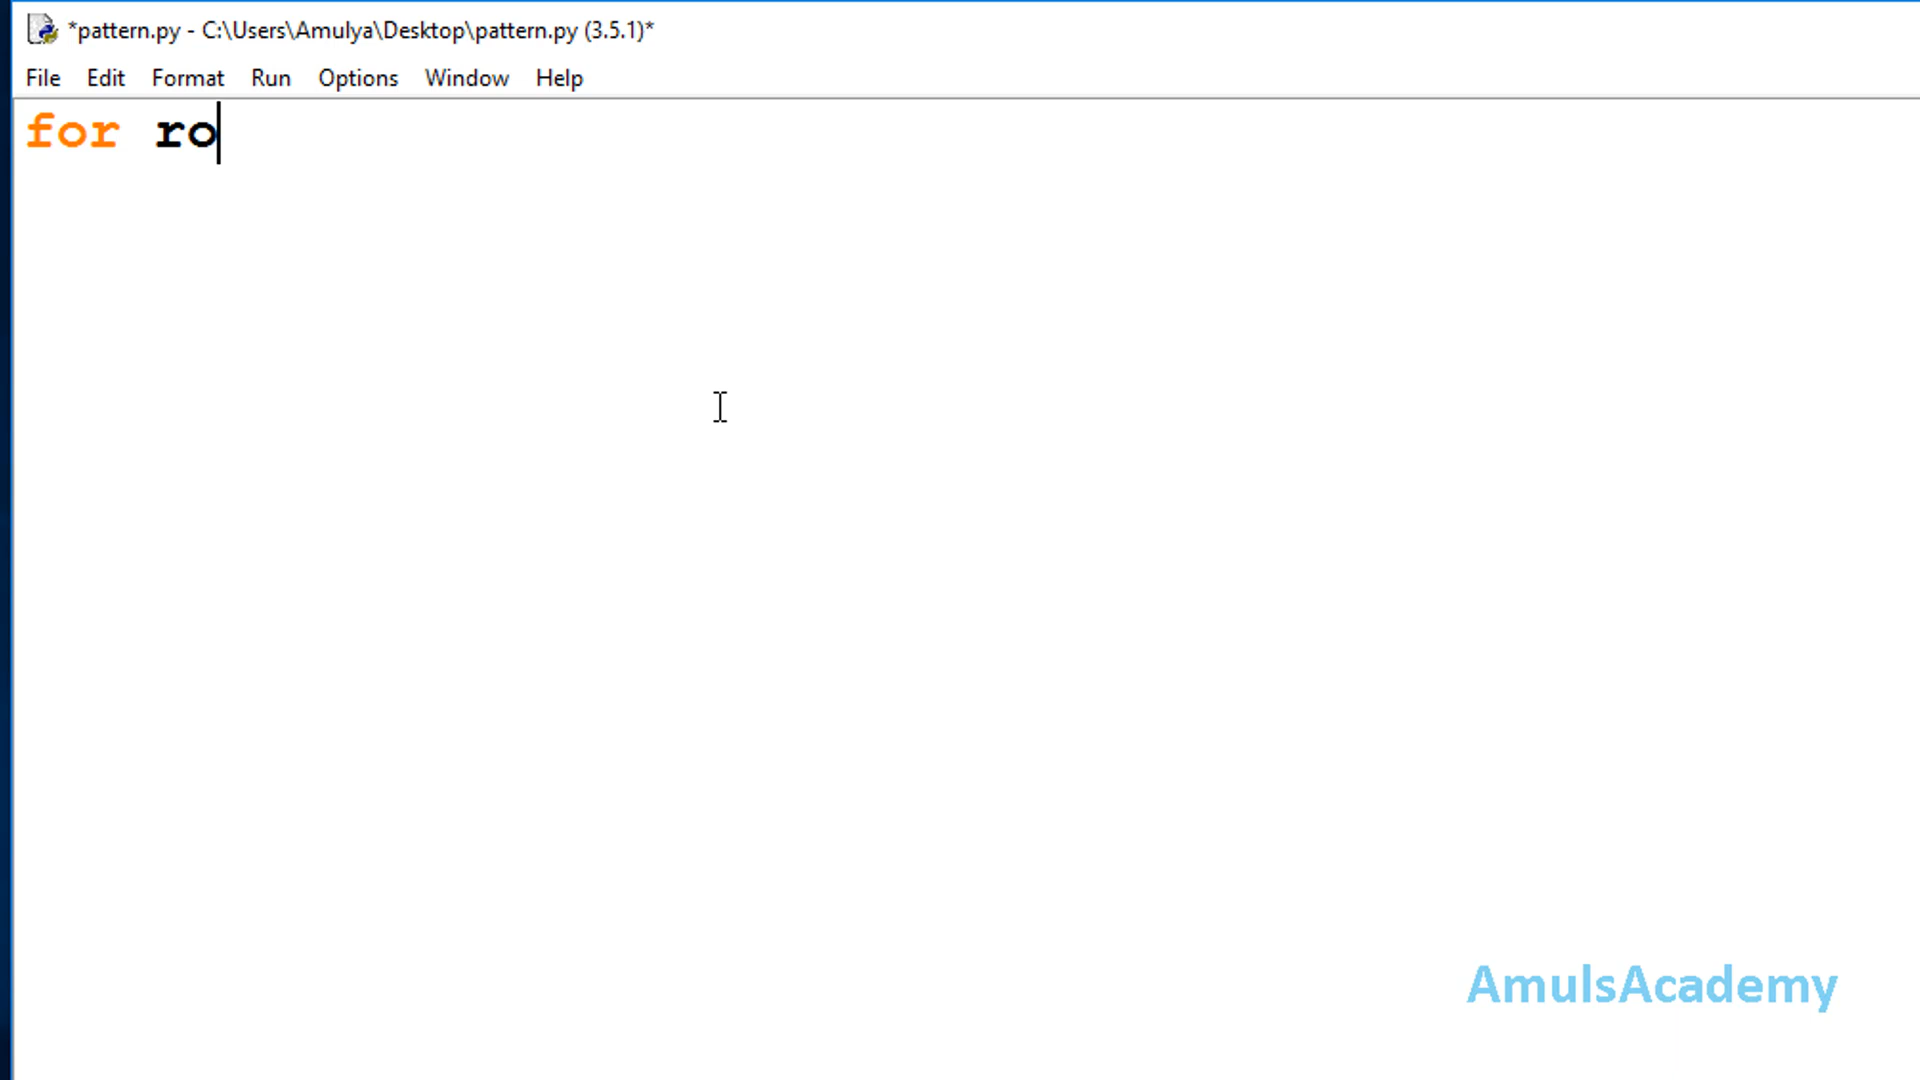 *pattern.py - C:\Users\Amulya\Desktop\pattern.py (3.5.1)*
File Edit Format Run Options Window Help
for ro
AmulsAcademy